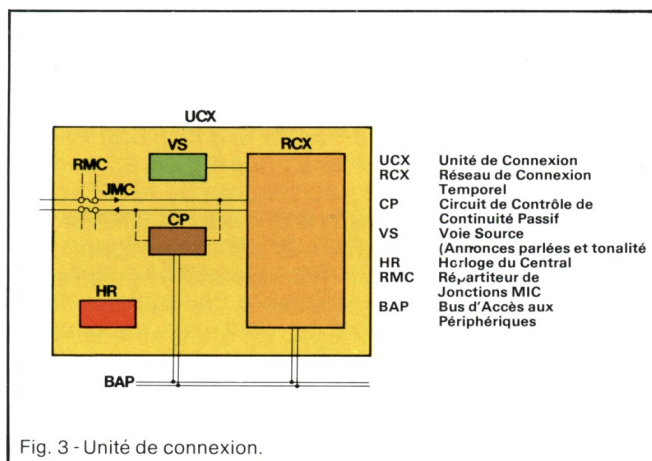 UCX
VS
RCX
RMC
JMC
CP
HR
BAP
UCX Unité de Connexion
RCX Réseau de Connexion
Temporel
CP Circuit de Contrôle de
Continuité Passif
VS Voie Source
(Annonces parlées et tonalité
HR Horloge du Central
RMC Répartiteur de
Jonctions MIC
BAP Bus d'Accès aux
Périphériques
Fig. 3 - Unité de connexion.